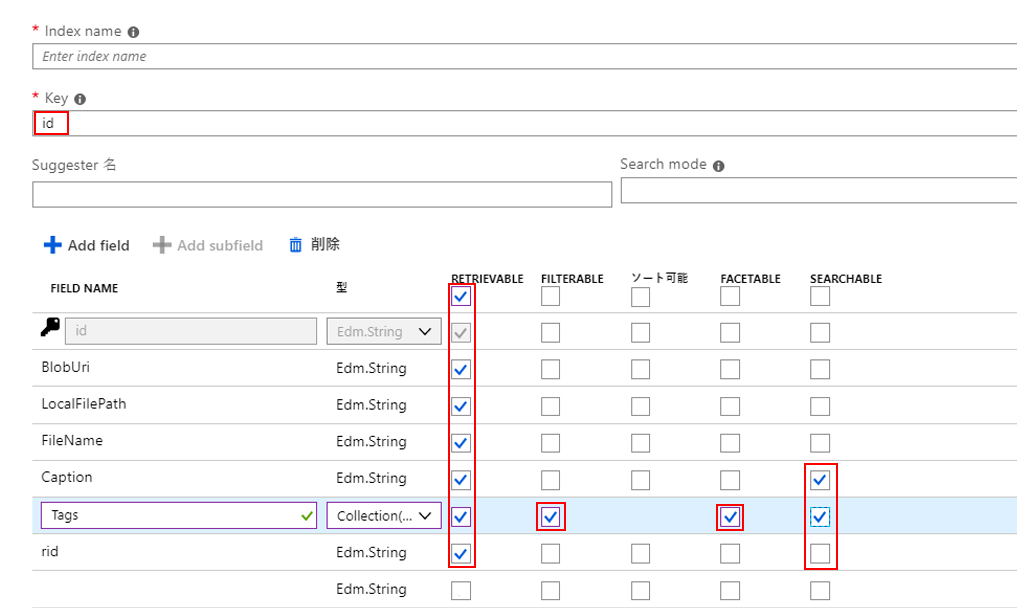 * Index name
Enter index name
* Key
id
Suggester 名
Search mode
Add field Add subfield 削除
FIELD NAME 型 RETRIEVABLE FILTERABLE ソート可能 FACETABLE SEARCHABLE
id Edm.String
BlobUri Edm.String
LocalFilePath Edm.String
FileName Edm.String
Caption Edm.String
Tags Collection(...
rid Edm.String
Edm.String